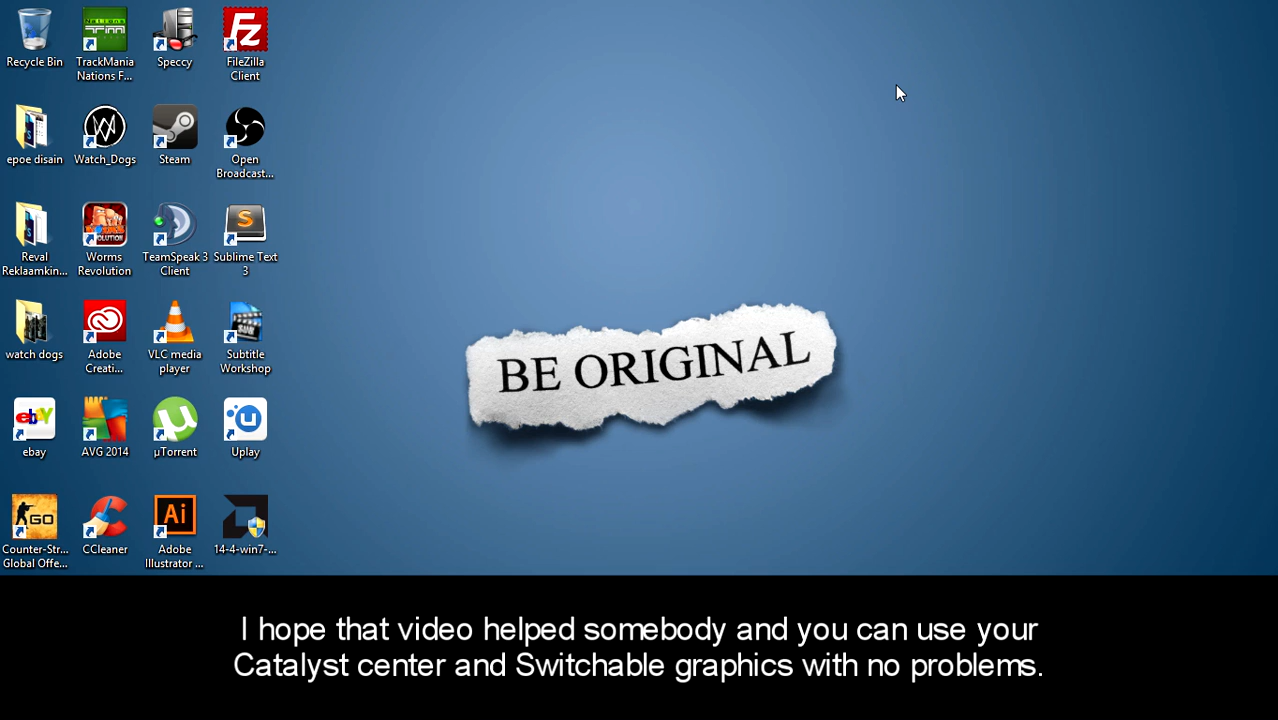 Recycle Bin
TrackMania
Nations F...
Speccy
FileZilla
Client
epoe disain
Watch_Dogs
Steam
Open
Broadcast...
Reval
Reklaamkin...
Worms
Revolution
TeamSpeak 3
Client
Sublime Text
3
watch dogs
Adobe
Creati...
VLC media
player
Subtitle
Workshop
ebay
AVG 2014
µTorrent
Uplay
Counter-Str...
Global Offe...
CCleaner
Adobe
Illustrator ...
14-4-win7-...
BE ORIGINAL
I hope that video helped somebody and you can use your
Catalyst center and Switchable graphics with no problems.